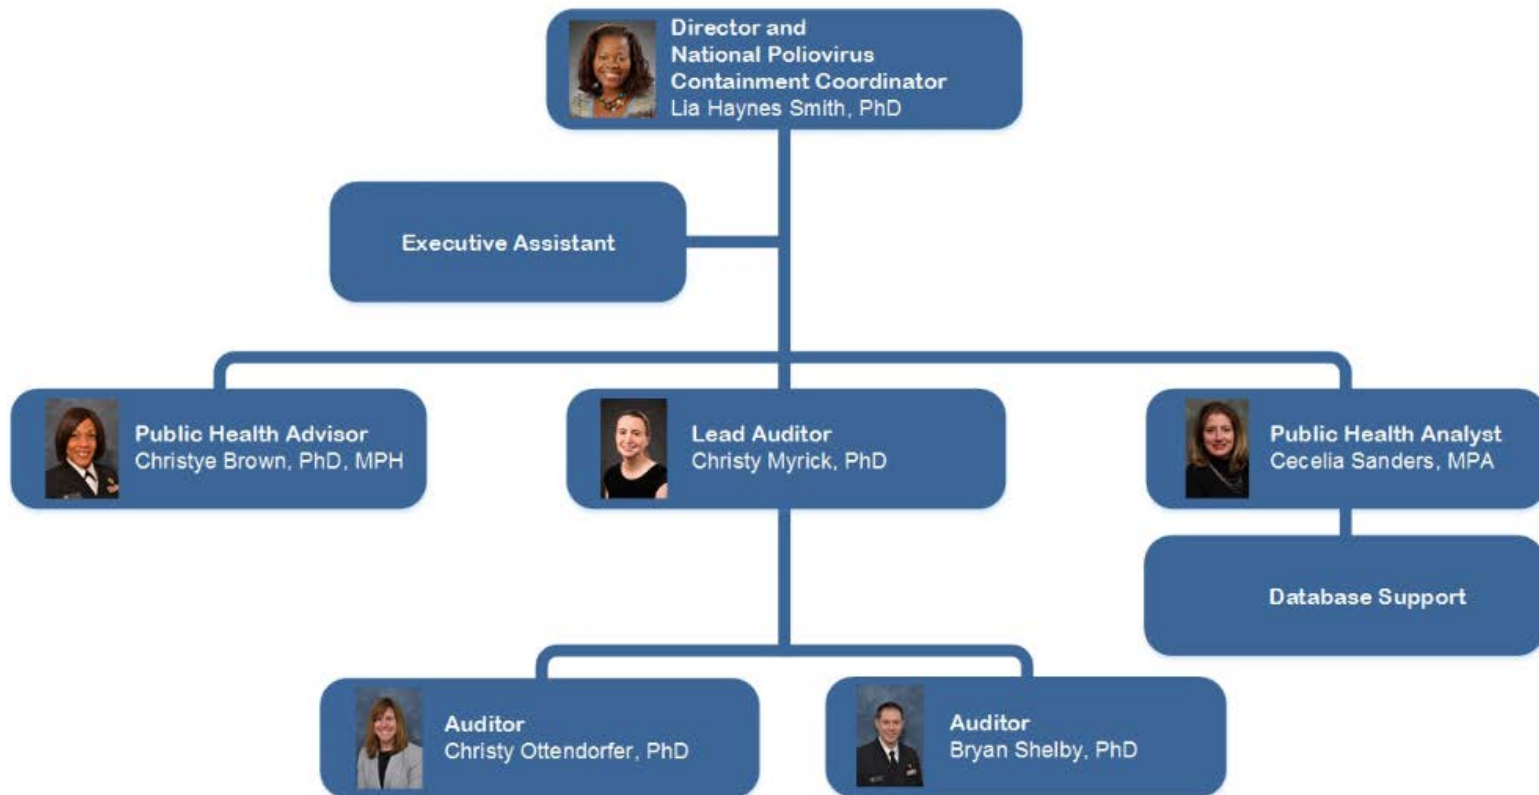 Director and
National Poliovirus
Containment Coordinator
Lia Haynes Smith, PhD
Executive Assistant
Public Health Advisor
Christye Brown, PhD, MPH
Lead Auditor
Christy Myrick, PhD
Public Health Analyst
Cecelia Sanders, MPA
Database Support
Auditor
Christy Ottendorfer, PhD
Auditor
Bryan Shelby, PhD